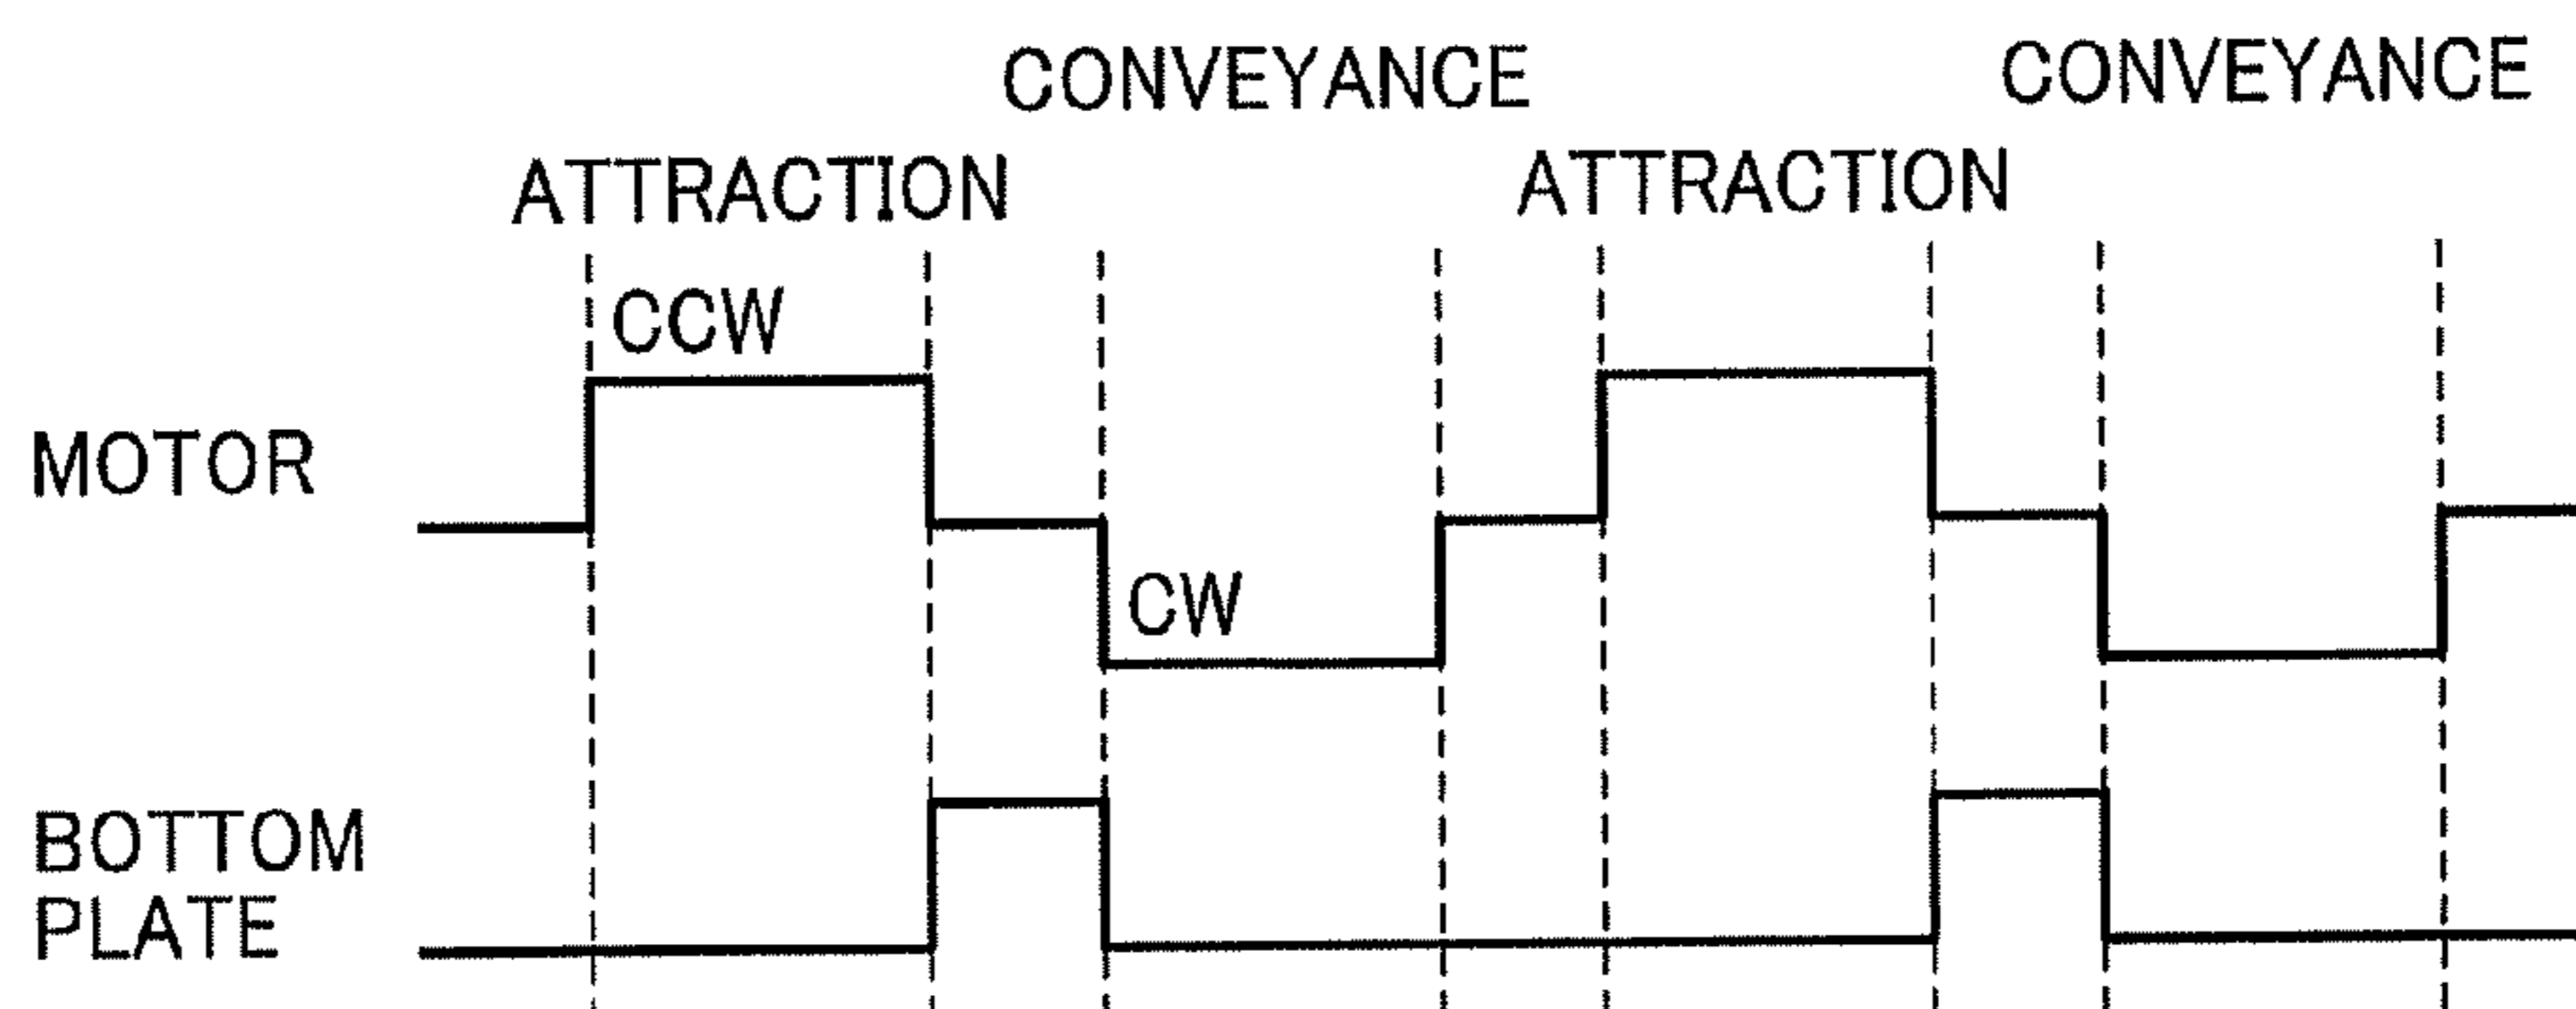 CONVEYANCE CONVEYANCE
ATTRACTION ATTRACTION
CCW
MOTOR
CW
BOTTOM
PLATE